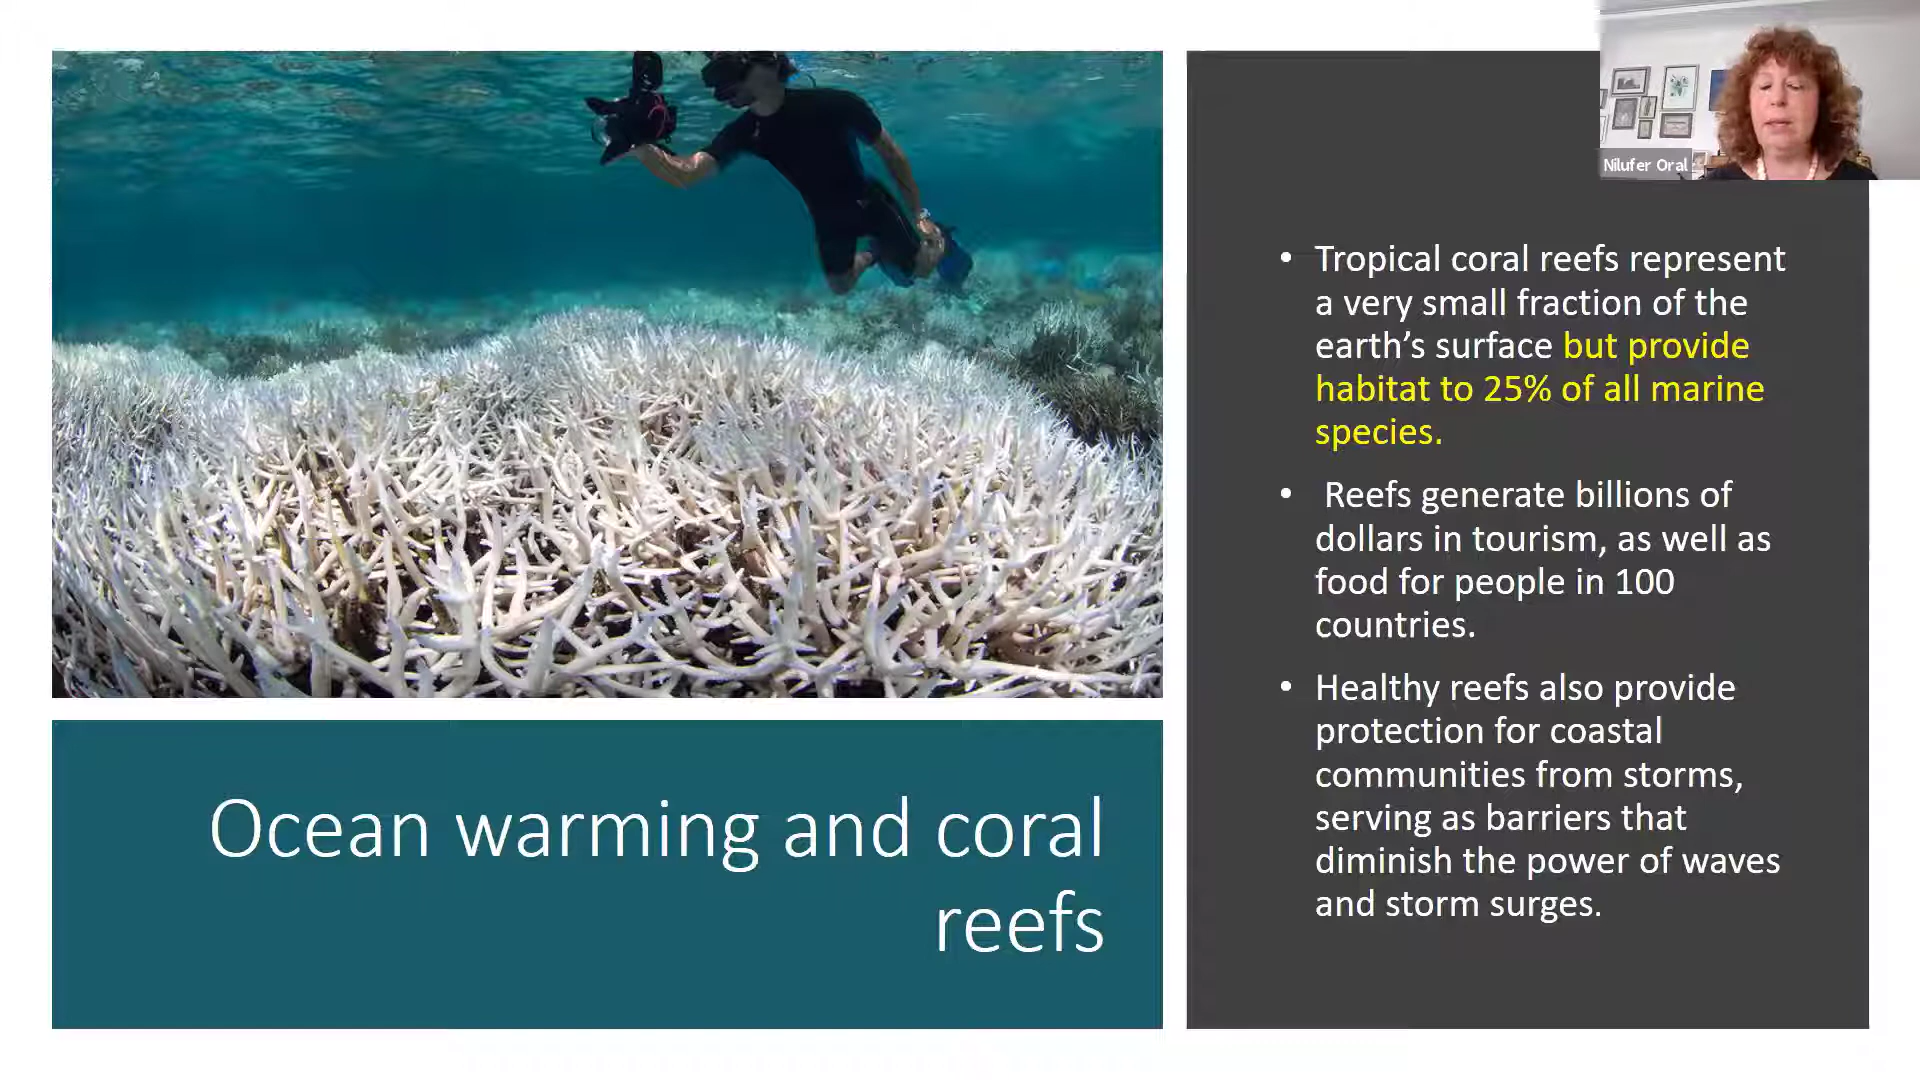 Nilufer Oral
• Tropical coral reefs represent
a very small fraction of the
earth’s surface but provide
habitat to 25% of all marine
species.
• Reefs generate billions of
dollars in tourism, as well as
food for people in 100
countries.
• Healthy reefs also provide
protection for coastal
communities from storms,
serving as barriers that
diminish the power of waves
and storm surges.
Ocean warming and coral
reefs